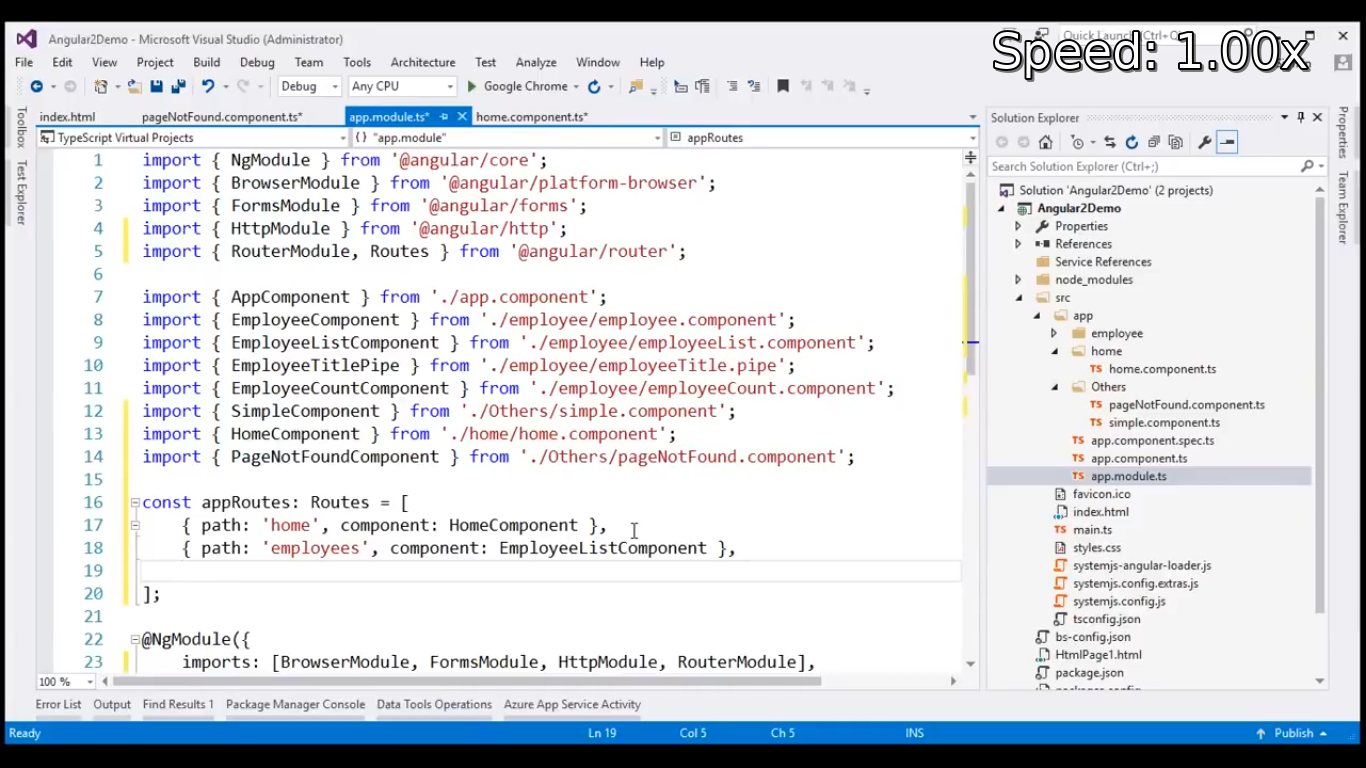 Angular2Demo - Microsoft Visual Studio (Administrator)
Speed: 1.00x
File Edit View Project Build Debug Team Tools Architecture Test Analyze Window Help
Debug Any CPU Google Chrome
index.html pageNotFound.component.ts* app.module.ts* home.component.ts*
TypeScript Virtual Projects {} "app.module" appRoutes
Toolbox
Test Explorer
1 import { NgModule } from '@angular/core';
2 import { BrowserModule } from '@angular/platform-browser';
3 import { FormsModule } from '@angular/forms';
4 import { HttpModule } from '@angular/http';
5 import { RouterModule, Routes } from '@angular/router';
6
7 import { AppComponent } from './app.component';
8 import { EmployeeComponent } from './employee/employee.component';
9 import { EmployeeListComponent } from './employee/employeeList.component';
10 import { EmployeeTitlePipe } from './employee/employeeTitle.pipe';
11 import { EmployeeCountComponent } from './employee/employeeCount.component';
12 import { SimpleComponent } from './Others/simple.component';
13 import { HomeComponent } from './home/home.component';
14 import { PageNotFoundComponent } from './Others/pageNotFound.component';
15
16 const appRoutes: Routes = [
17 { path: 'home', component: HomeComponent },
18 { path: 'employees', component: EmployeeListComponent },
19
20 ];
21
22 @NgModule({
23 imports: [BrowserModule, FormsModule, HttpModule, RouterModule],
100 %
Solution Explorer
Search Solution Explorer (Ctrl+;)
Solution 'Angular2Demo' (2 projects)
Angular2Demo
Properties
References
Service References
node_modules
src
app
employee
home
home.component.ts
Others
pageNotFound.component.ts
simple.component.ts
app.component.spec.ts
app.component.ts
app.module.ts
favicon.ico
index.html
main.ts
styles.css
systemjs-angular-loader.js
systemjs.config.extras.js
systemjs.config.js
tsconfig.json
bs-config.json
HtmlPage1.html
package.json
Properties
Team Explorer
Error List Output Find Results 1 Package Manager Console Data Tools Operations Azure App Service Activity
Ready Ln 19 Col 5 Ch 5 INS Publish